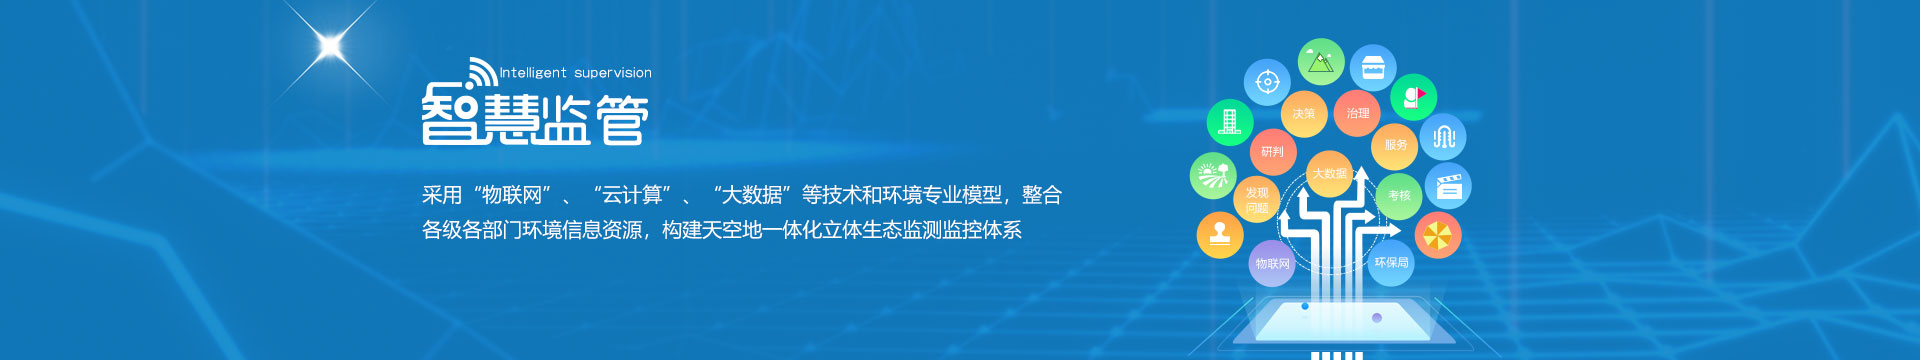 Intelligent supervision
智慧监管
采用“物联网”、“云计算”、“大数据”等技术和环境专业模型，整合
各级各部门环境信息资源，构建天空地一体化立体生态监测监控体系
决策
治理
研判
服务
大数据
发现
问题
考核
物联网
环保局